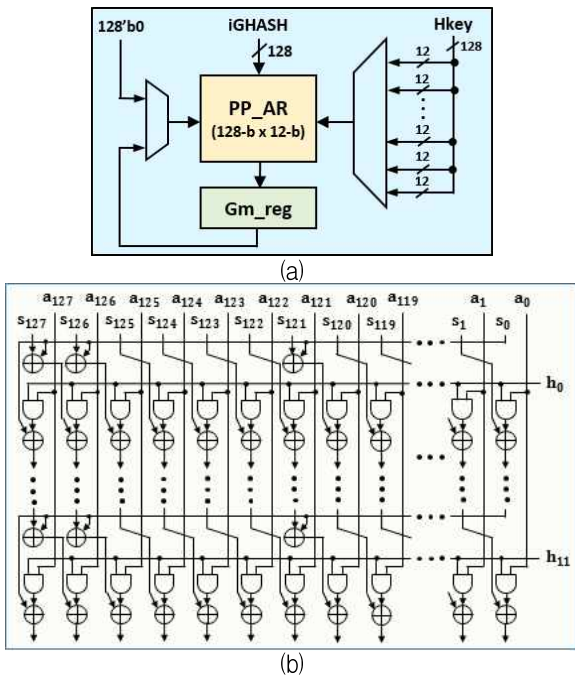 128'b0
iGHASH
Hkey
128
12
128
12
PP_AR
(128-b x 12-b)
12
12
12
Gm_reg
(a)
a127 a126 a125 a124 a123 a122 a121 a120 a119 a1 a0
s127 s126 s125 s124 s123 s122 s121 s120 s119 s1 s0
h0
h11
(b)